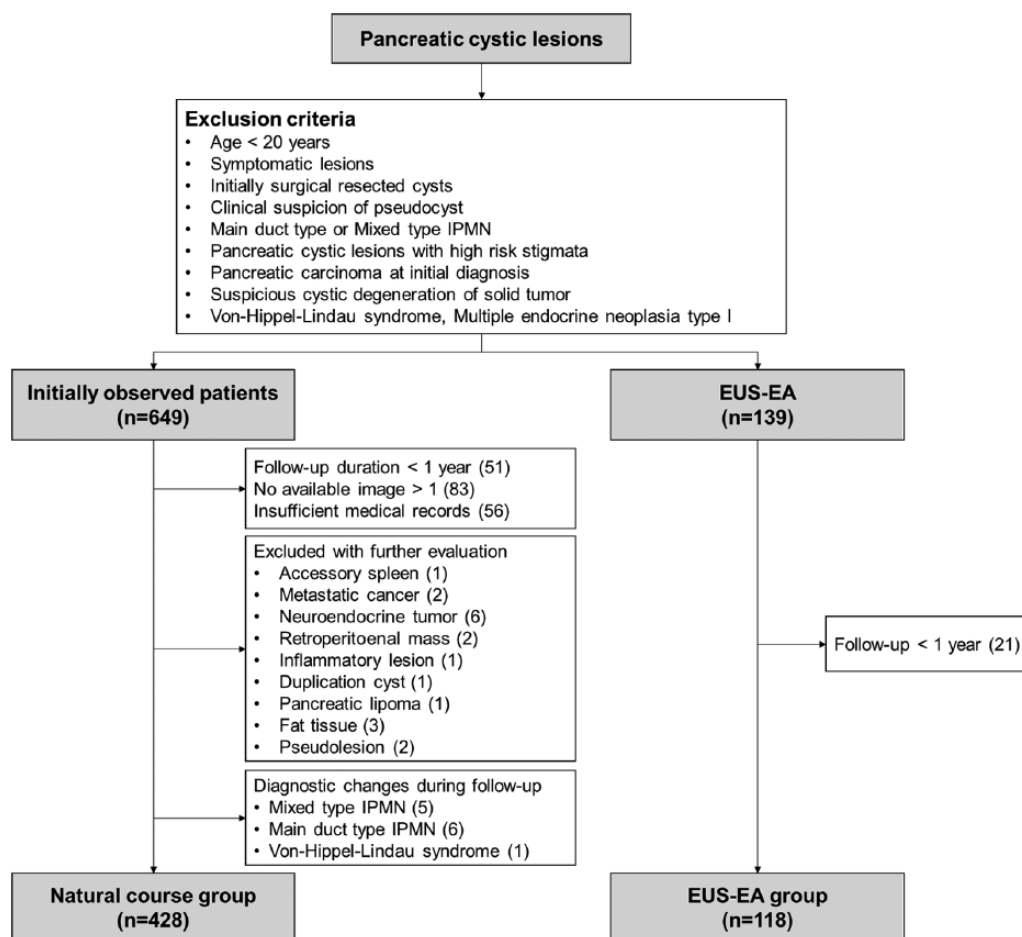 Pancreatic cystic lesions
Exclusion criteria
• Age < 20 years
• Symptomatic lesions
• Initially surgical resected cysts
• Clinical suspicion of pseudocyst
• Main duct type or Mixed type IPMN
• Pancreatic cystic lesions with high risk stigmata
• Pancreatic carcinoma at initial diagnosis
• Suspicious cystic degeneration of solid tumor
• Von-Hippel-Lindau syndrome, Multiple endocrine neoplasia type I
Initially observed patients
(n=649)
EUS-EA
(n=139)
Follow-up duration < 1 year (51)
No available image > 1 (83)
Insufficient medical records (56)
Excluded with further evaluation
• Accessory spleen (1)
• Metastatic cancer (2)
• Neuroendocrine tumor (6)
• Retroperitoenal mass (2)
• Inflammatory lesion (1)
• Duplication cyst (1)
• Pancreatic lipoma (1)
• Fat tissue (3)
• Pseudolesion (2)
Follow-up < 1 year (21)
Diagnostic changes during follow-up
• Mixed type IPMN (5)
• Main duct type IPMN (6)
• Von-Hippel-Lindau syndrome (1)
Natural course group
(n=428)
EUS-EA group
(n=118)